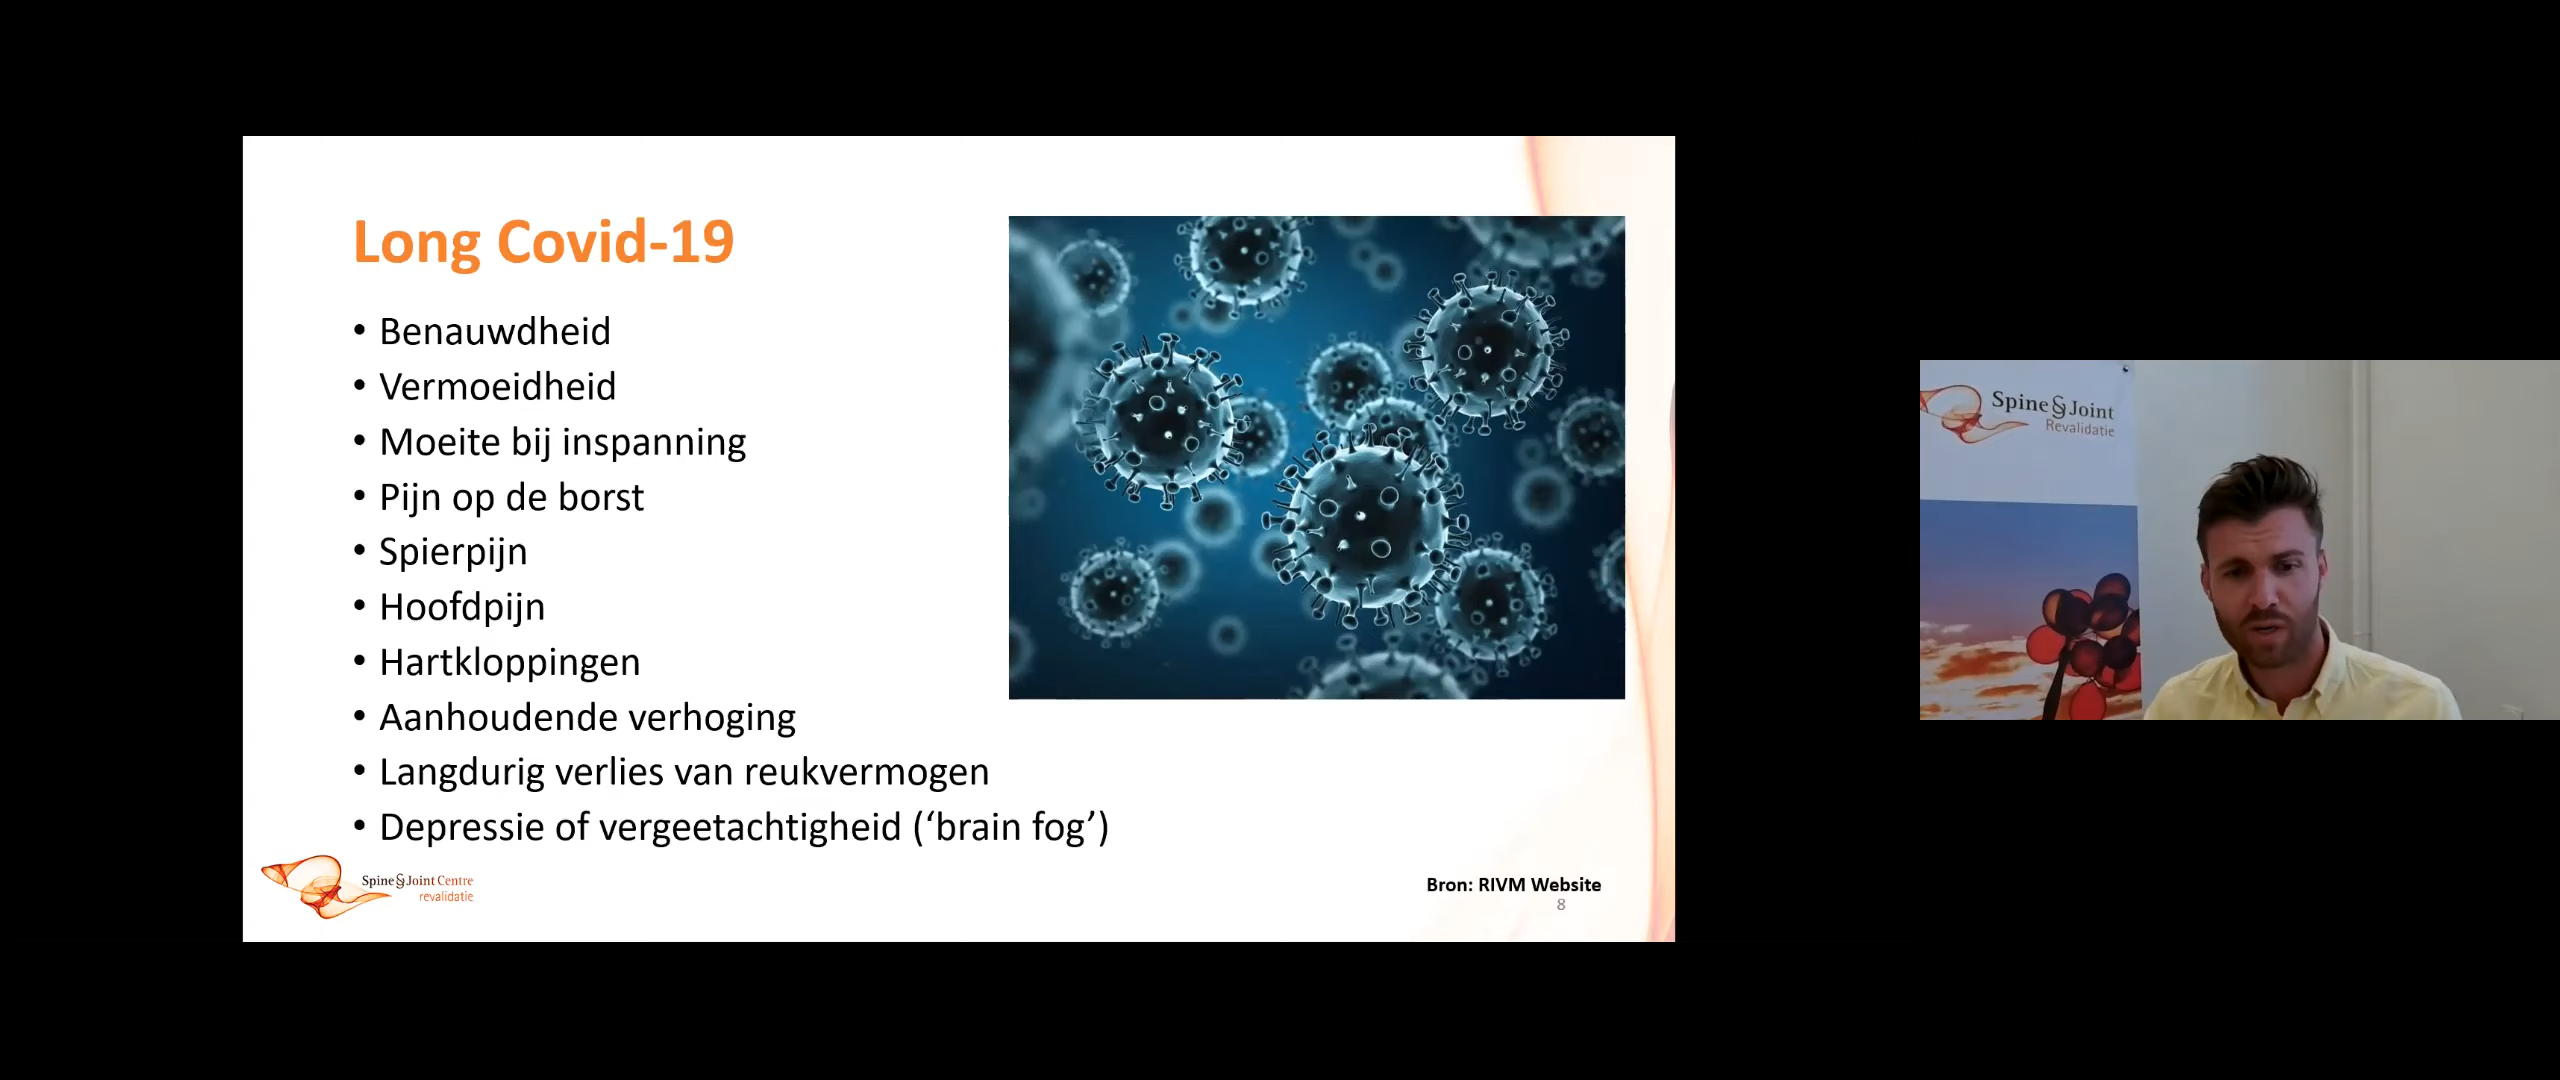 Long Covid-19
• Benauwdheid
• Vermoeidheid
• Moeite bij inspanning
• Pijn op de borst
• Spierpijn
• Hoofdpijn
• Hartkloppingen
• Aanhoudende verhoging
• Langdurig verlies van reukvermogen
• Depressie of vergeetachtigheid (‘brain fog’)
Spine&Joint Centre
revalidatie
Bron: RIVM Website
8
Spine&Joint
Revalidatie